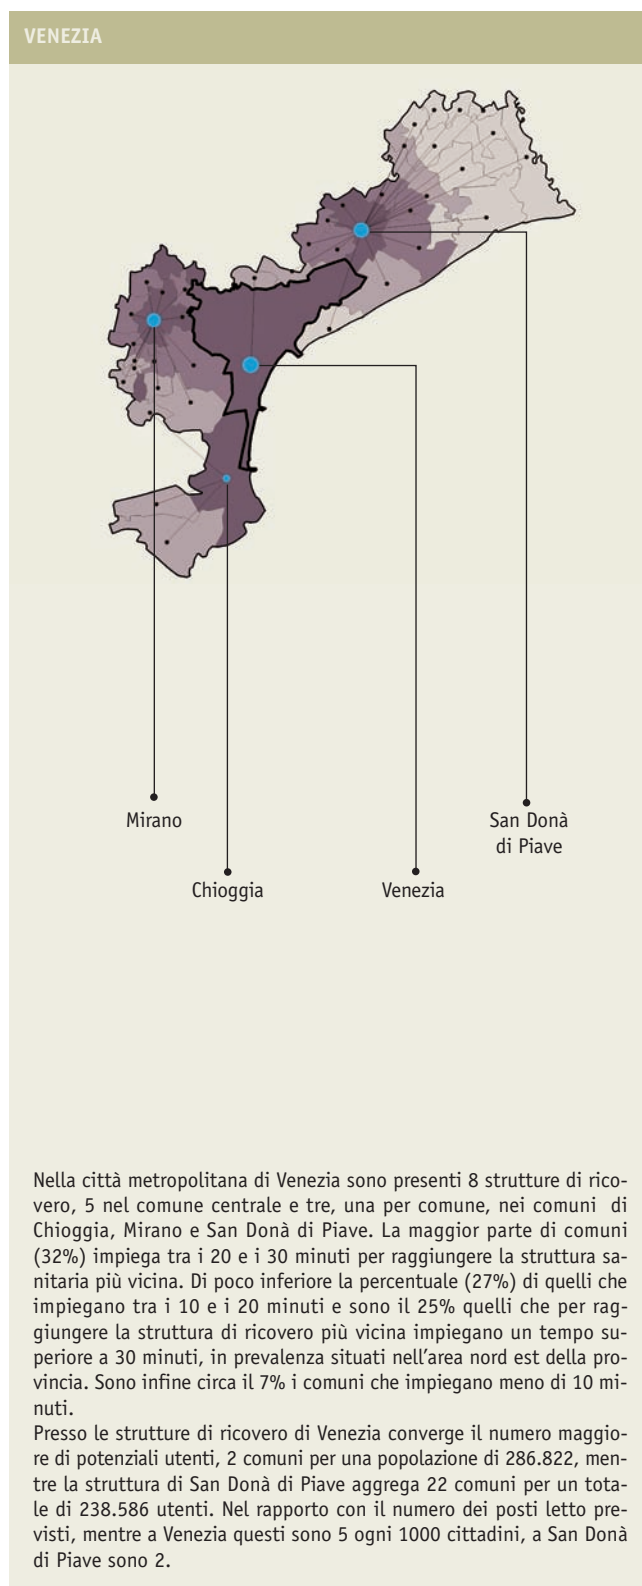 VENEZIA
Mirano
San Donà
di Piave
Chioggia
Venezia
Nella città metropolitana di Venezia sono presenti 8 strutture di rico-
vero, 5 nel comune centrale e tre, una per comune, nei comuni di
Chioggia, Mirano e San Donà di Piave. La maggior parte di comuni
(32%) impiega tra i 20 e i 30 minuti per raggiungere la struttura sa-
nitaria più vicina. Di poco inferiore la percentuale (27%) di quelli che
impiegano tra i 10 e i 20 minuti e sono il 25% quelli che per rag-
giungere la struttura di ricovero più vicina impiegano un tempo su-
periore a 30 minuti, in prevalenza situati nell'area nord est della pro-
vincia. Sono infine circa il 7% i comuni che impiegano meno di 10 mi-
nuti.
Presso le strutture di ricovero di Venezia converge il numero maggio-
re di potenziali utenti, 2 comuni per una popolazione di 286.822, men-
tre la struttura di San Donà di Piave aggrega 22 comuni per un tota-
le di 238.586 utenti. Nel rapporto con il numero dei posti letto pre-
visti, mentre a Venezia questi sono 5 ogni 1000 cittadini, a San Donà
di Piave sono 2.